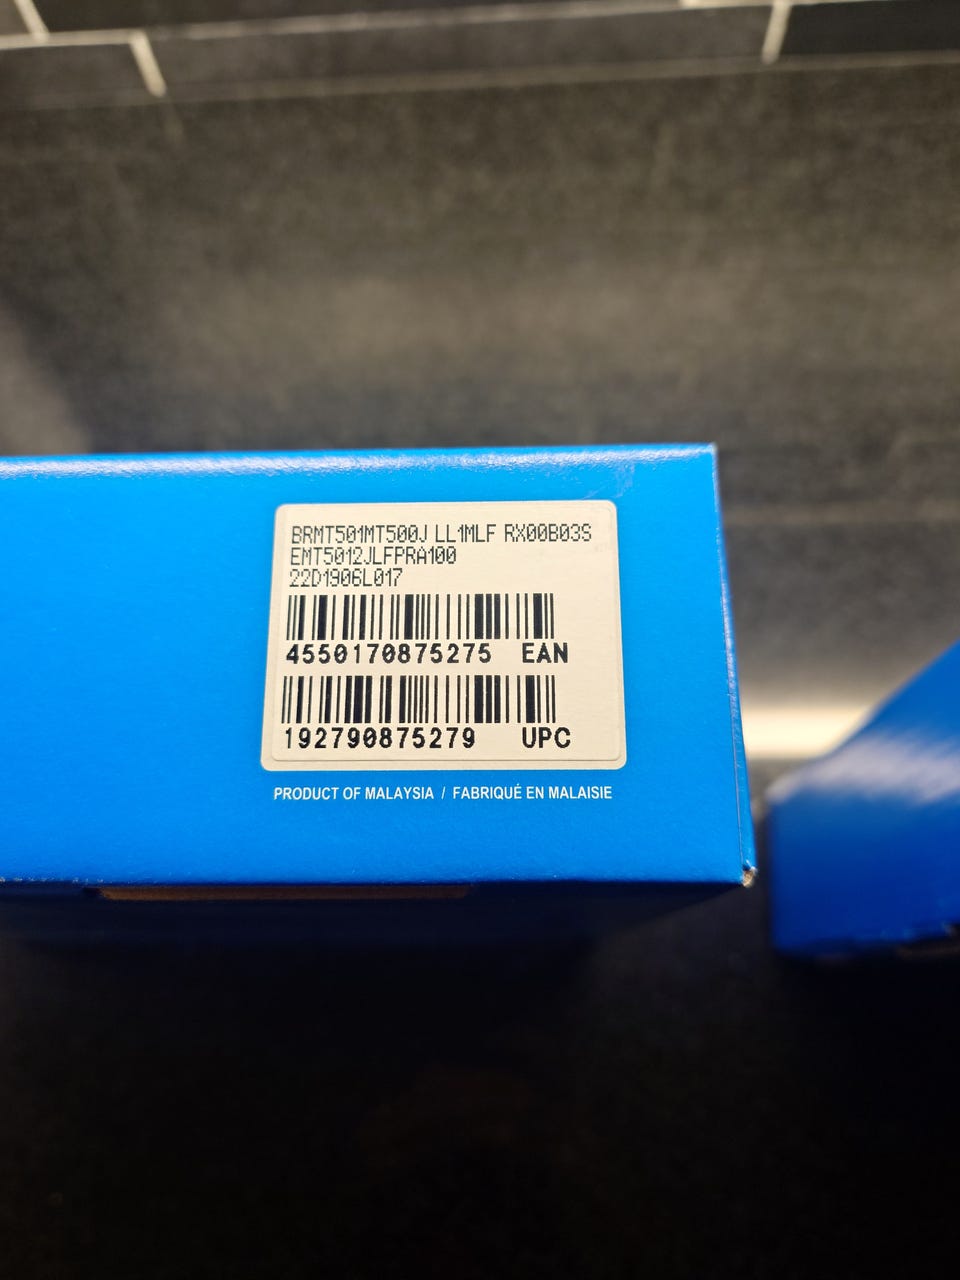 BRMT501MT500J LL1MLF RX00B03S
EMT5012JLFPRA100
22D1906L017
4550170875275 EAN
192790875279 UPC
PRODUCT OF MALAYSIA / FABRIQUÉ EN MALAISIE